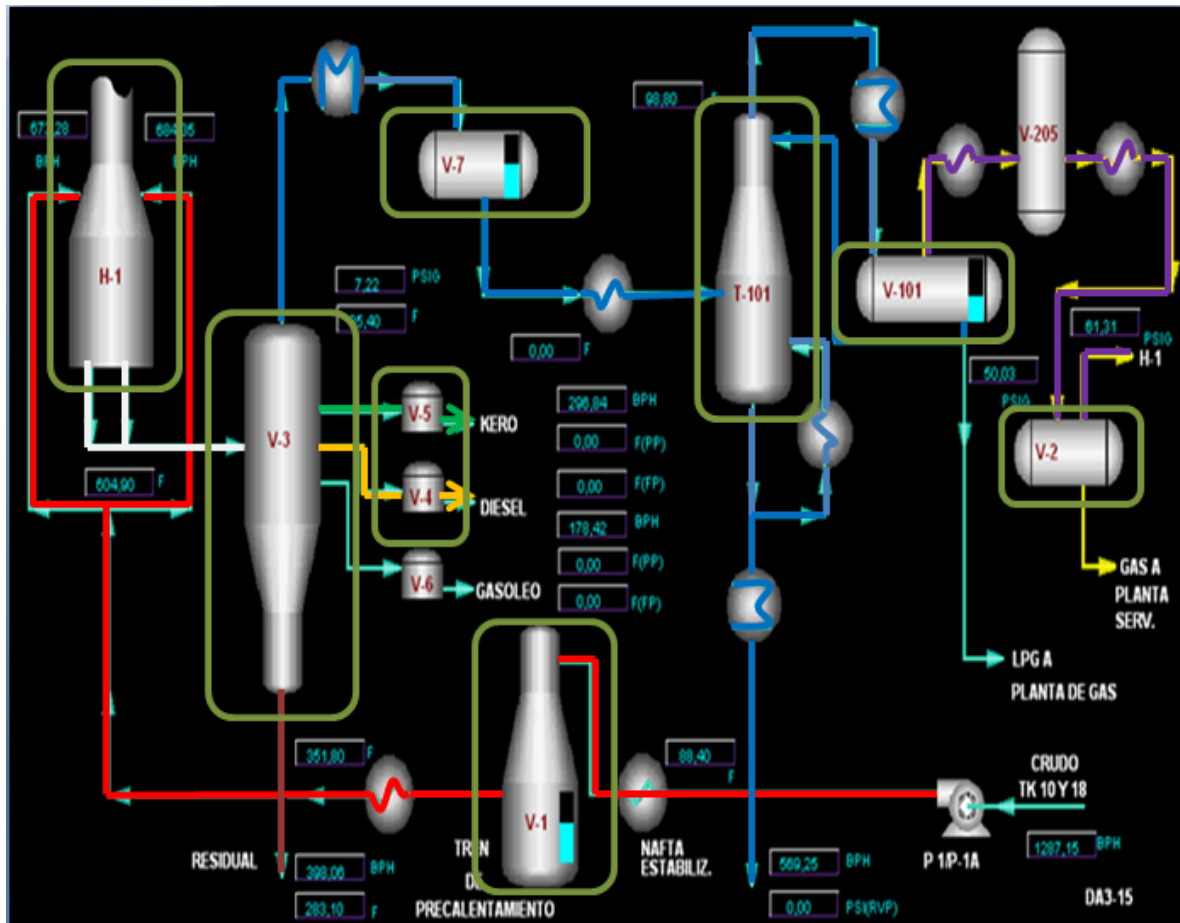 98,80 F
673,28
684,35
BPH
BPH
V-7
V-205
H-1
7,22 PSIG
F
T-101
V-101
0,00 F
61,31
PSIG
H-1
50,03
PSIG
V-5
KERO
296,84 BPH
0,00 F(PP)
V-3
V-2
604,90 F
V-4
DIESEL
0,00 F(FP)
178,42 BPH
V-6
GASOLEO
0,00 F(PP)
0,00 F(FP)
GAS A
PLANTA
SERV.
LPG A
PLANTA DE GAS
351,80 F
88,40
F
CRUDO
TK 10 Y 18
V-1
RESIDUAL
398,06 BPH
283,10 F
TREN
DE
PRECALENTAMIENTO
NAFTA
ESTABILIZ.
569,25 BPH
0,00 PSI(RVP)
P 1/P-1A
1287,15 BPH
DA3-15